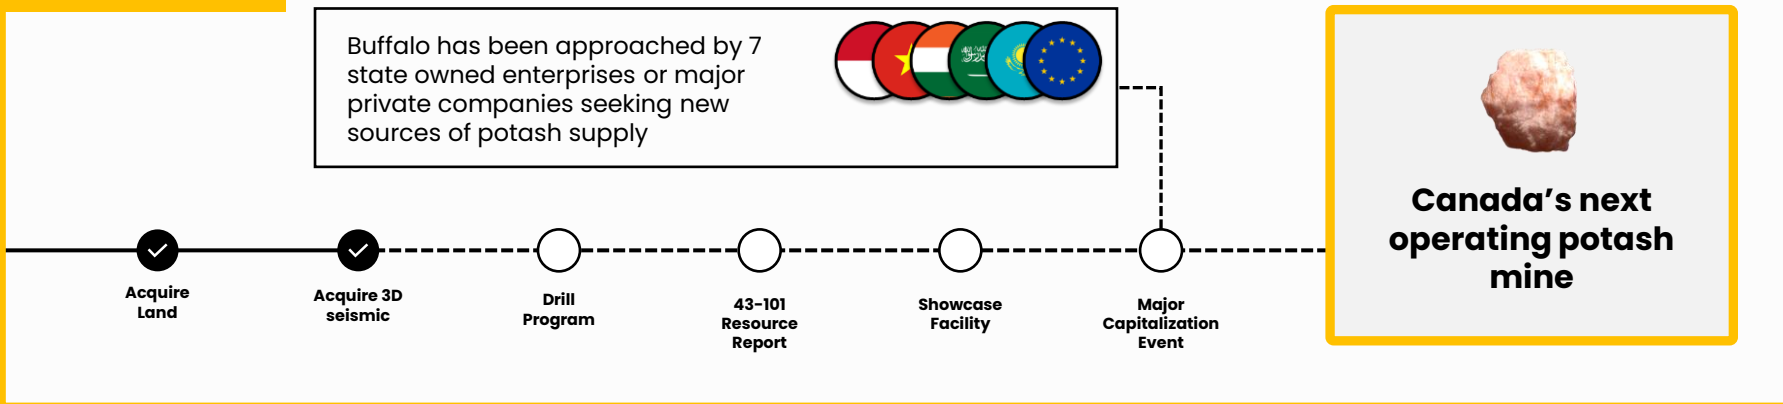 Buffalo has been approached by 7
state owned enterprises or major
private companies seeking new
sources of potash supply
Canada’s next
operating potash
mine
Acquire
Land
Acquire 3D
seismic
Drill
Program
43-101
Resource
Report
Showcase
Facility
Major
Capitalization
Event